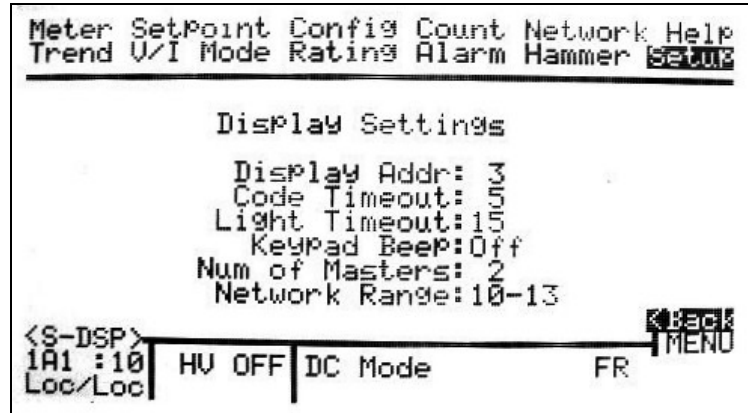 Meter Setpoint Config Count Network Help
Trend V/I Mode Rating Alarm Hammer Setup
Display Settings
Display Addr: 3
Code Timeout: 5
Light Timeout:15
Keypad Beep:Off
Num of Masters: 2
Network Range:10-13
<Back
<S-DSP>
MENU
1A1 :10
HV OFF
DC Mode
FR
Loc/Loc